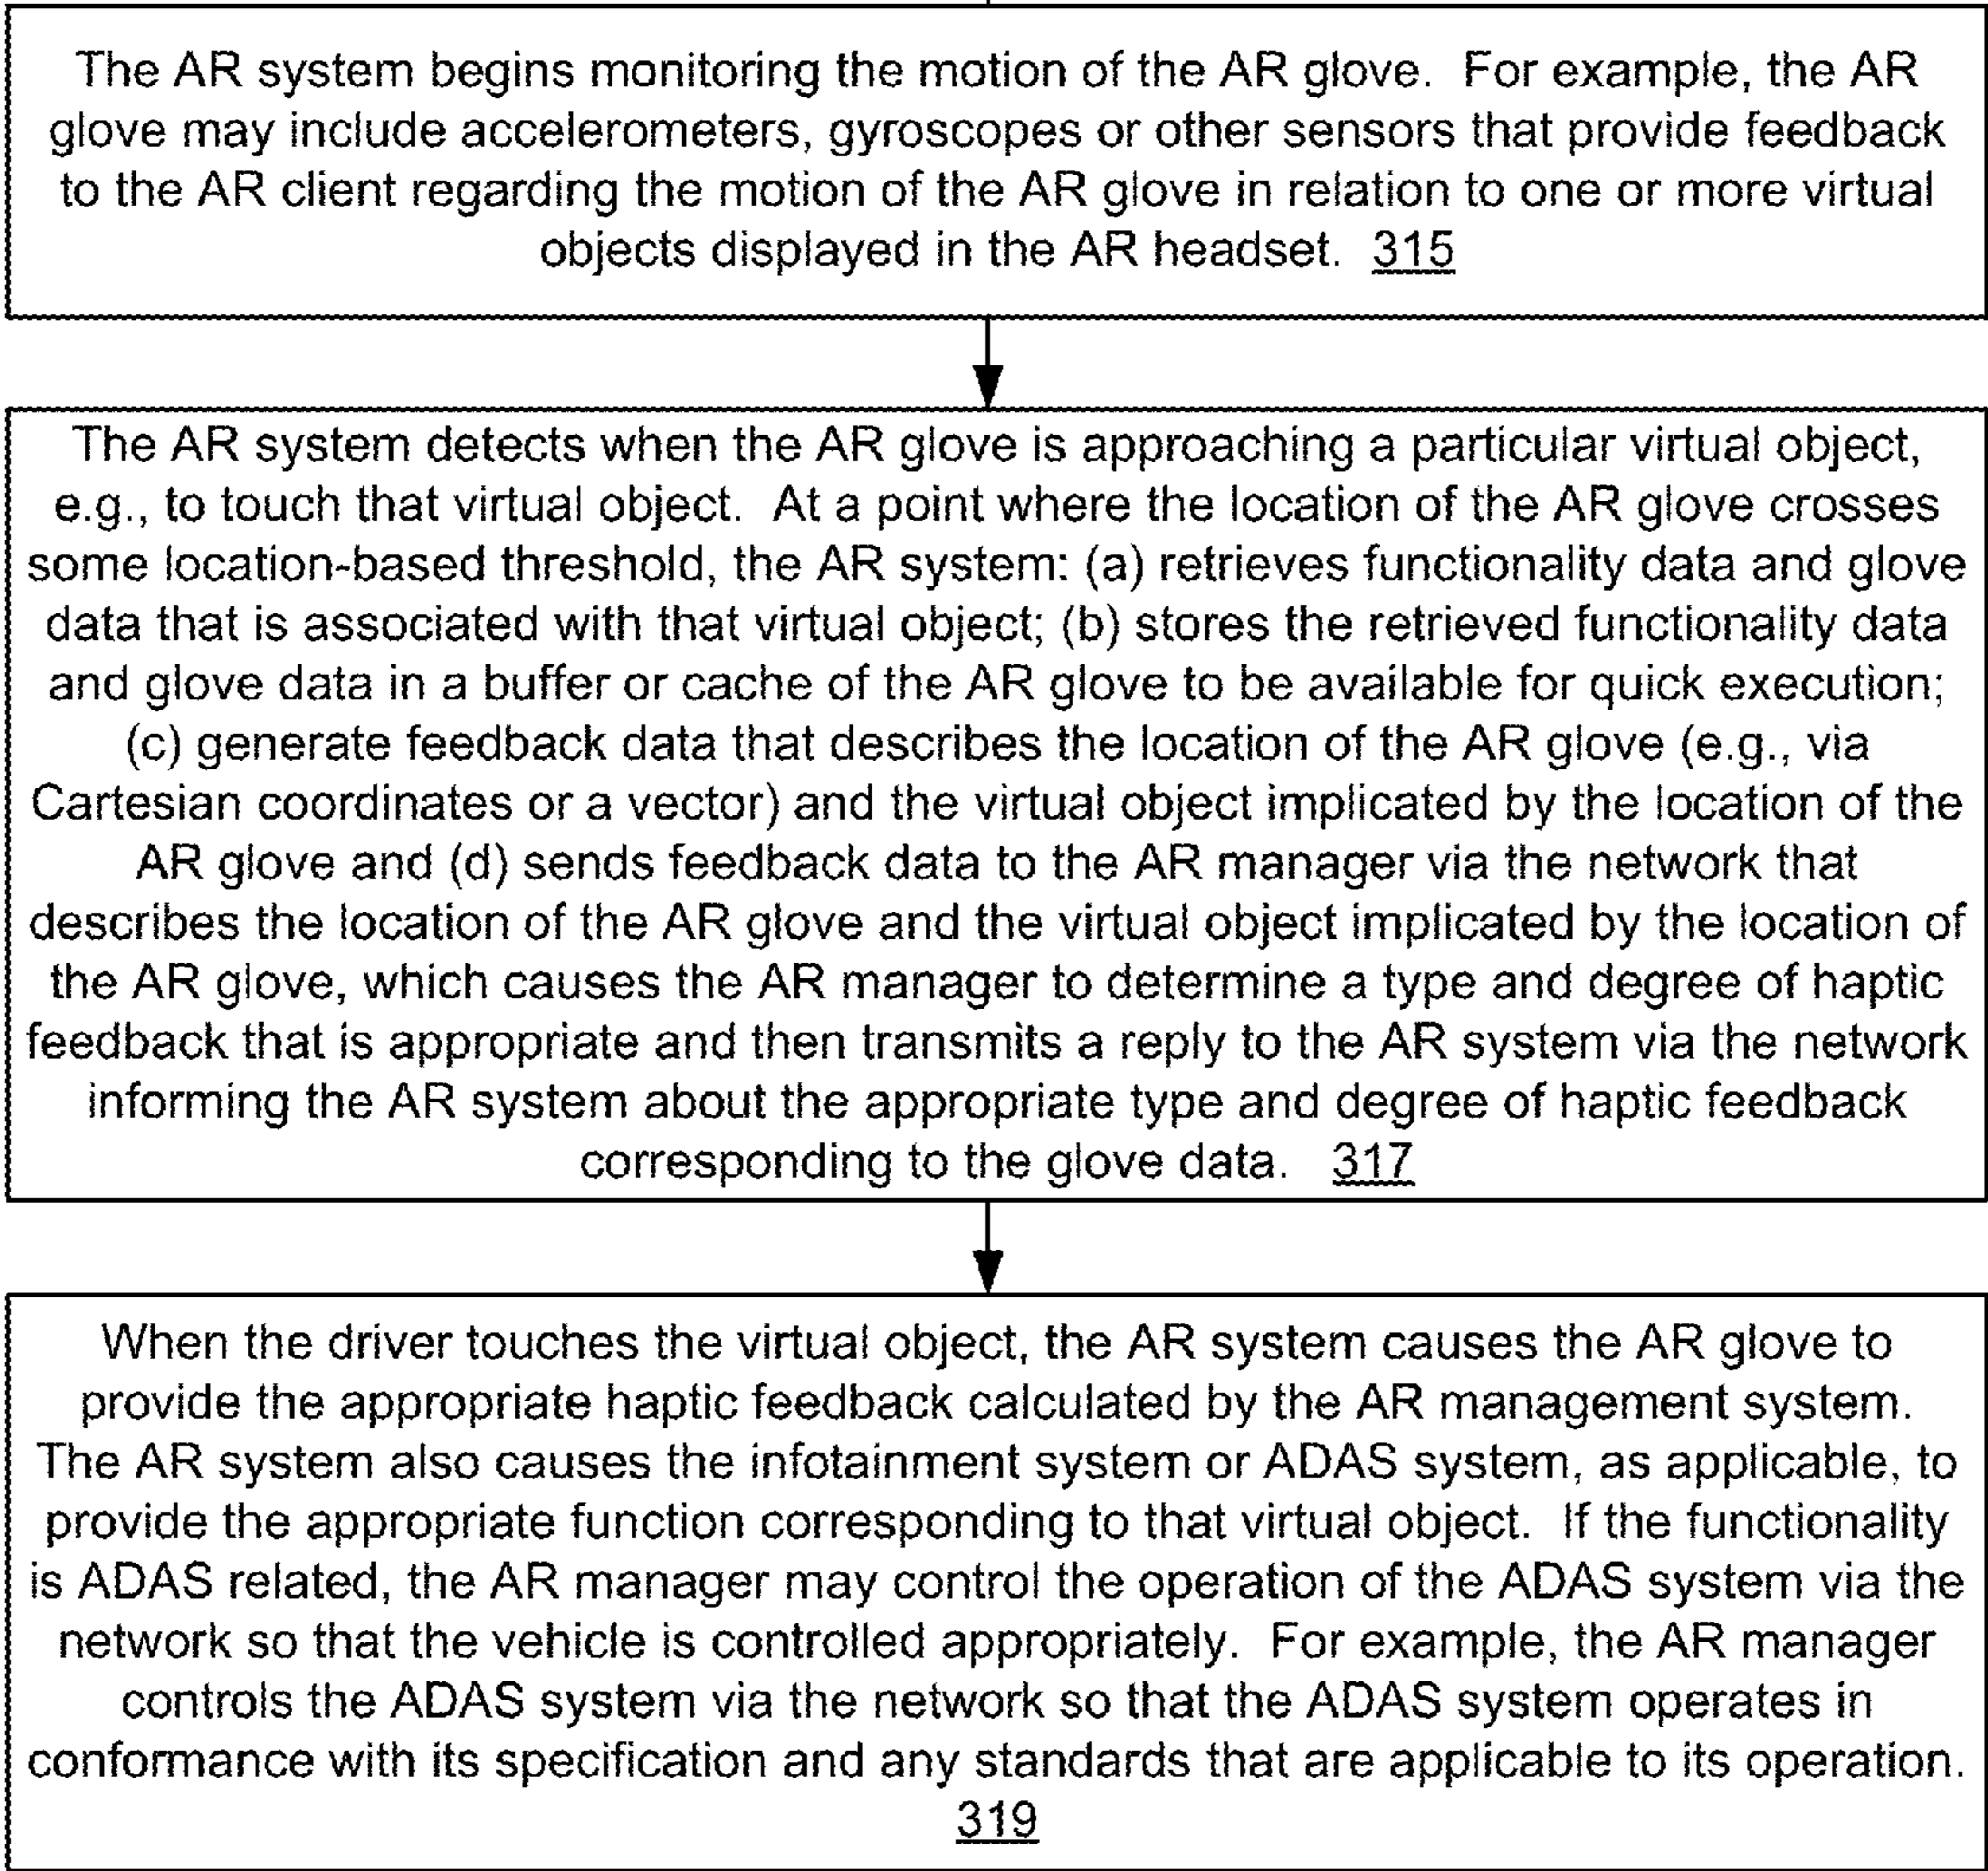 The AR system begins monitoring the motion of the AR glove. For example, the AR
glove may include accelerometers, gyroscopes or other sensors that provide feedback
to the AR client regarding the motion of the AR glove in relation to one or more virtual
objects displayed in the AR headset. 315
The AR system detects when the AR glove is approaching a particular virtual object,
e.g., to touch that virtual object. At a point where the location of the AR glove crosses
some location-based threshold, the AR system: (a) retrieves functionality data and glove
data that is associated with that virtual object; (b) stores the retrieved functionality data
and glove data in a buffer or cache of the AR glove to be available for quick execution;
(c) generate feedback data that describes the location of the AR glove (e.g., via
Cartesian coordinates or a vector) and the virtual object implicated by the location of the
AR glove and (d) sends feedback data to the AR manager via the network that
describes the location of the AR glove and the virtual object implicated by the location of
the AR glove, which causes the AR manager to determine a type and degree of haptic
feedback that is appropriate and then transmits a reply to the AR system via the network
informing the AR system about the appropriate type and degree of haptic feedback
corresponding to the glove data. 317
When the driver touches the virtual object, the AR system causes the AR glove to
provide the appropriate haptic feedback calculated by the AR management system.
The AR system also causes the infotainment system or ADAS system, as applicable, to
provide the appropriate function corresponding to that virtual object. If the functionality
is ADAS related, the AR manager may control the operation of the ADAS system via the
network so that the vehicle is controlled appropriately. For example, the AR manager
controls the ADAS system via the network so that the ADAS system operates in
conformance with its specification and any standards that are applicable to its operation.
319